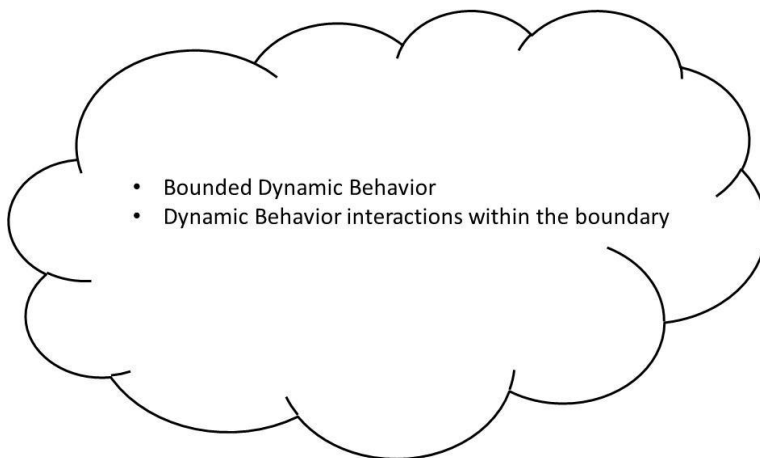 • Bounded Dynamic Behavior
• Dynamic Behavior interactions within the boundary